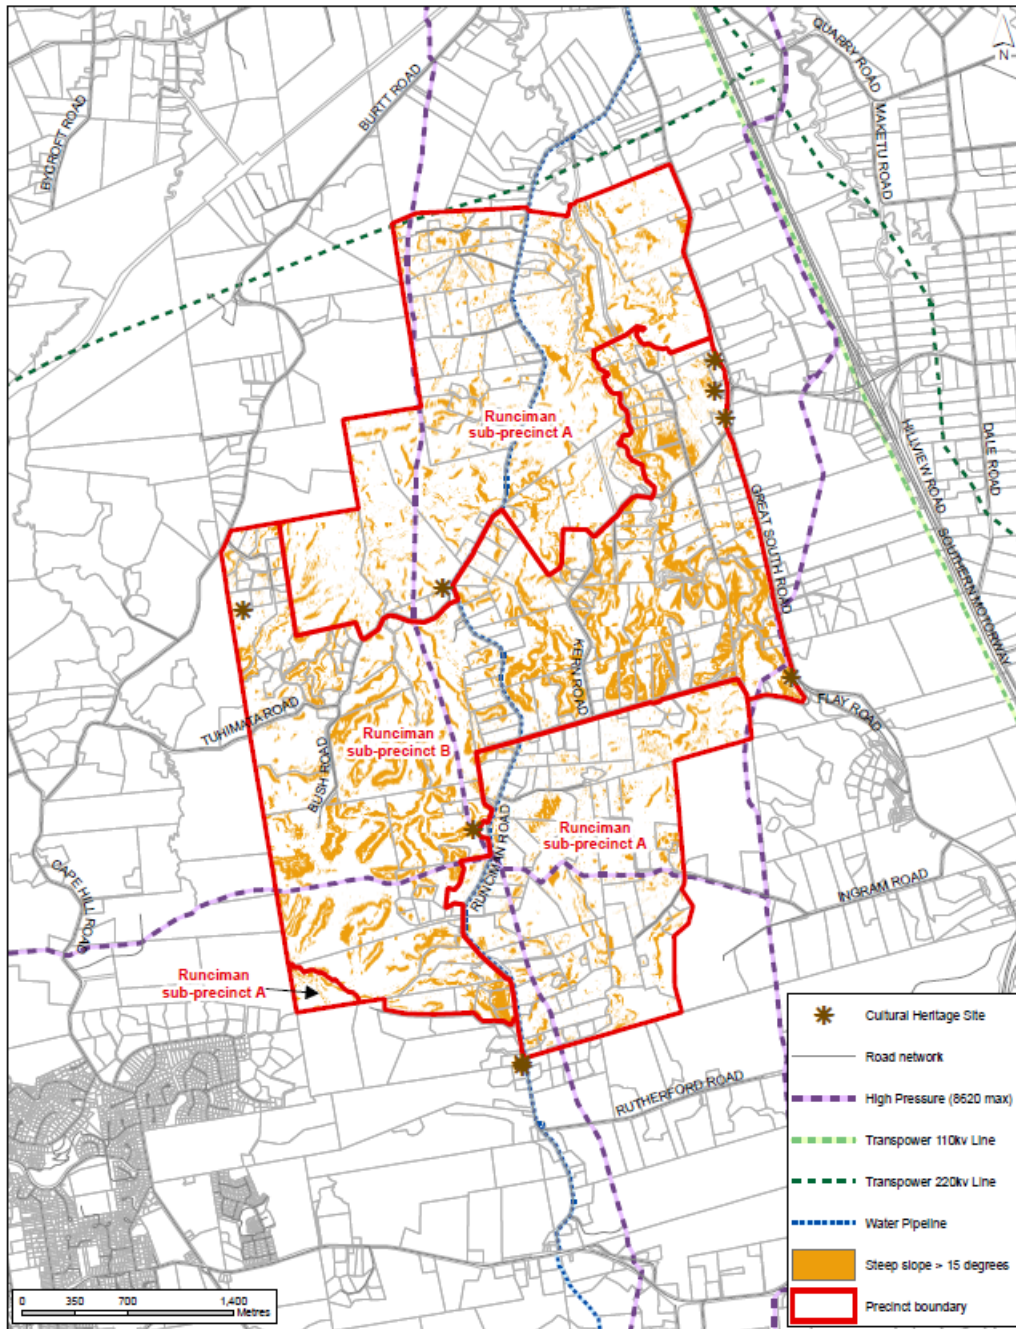 QUARRY ROAD
N
BURTT ROAD
BYCROFT ROAD
MAKETU ROAD
Runciman
sub-precinct A
HILLVIEW ROAD
DALE ROAD
GREAT SOUTH ROAD
SOUTHERN MOTORWAY
KERN ROAD
FLAY ROAD
TUHIMATA ROAD
Runciman
sub-precinct B
BUSH ROAD
RUNCIMAN ROAD
Runciman
sub-precinct A
INGRAM ROAD
CAPE HILL ROAD
Runciman
sub-precinct A
RUTHERFORD ROAD
Cultural Heritage Site
Road network
High Pressure (8620 max)
Transpower 110kv Line
Transpower 220kv Line
Water Pipeline
Steep slope > 15 degrees
Precinct boundary
0 350 700 1,400
Metres